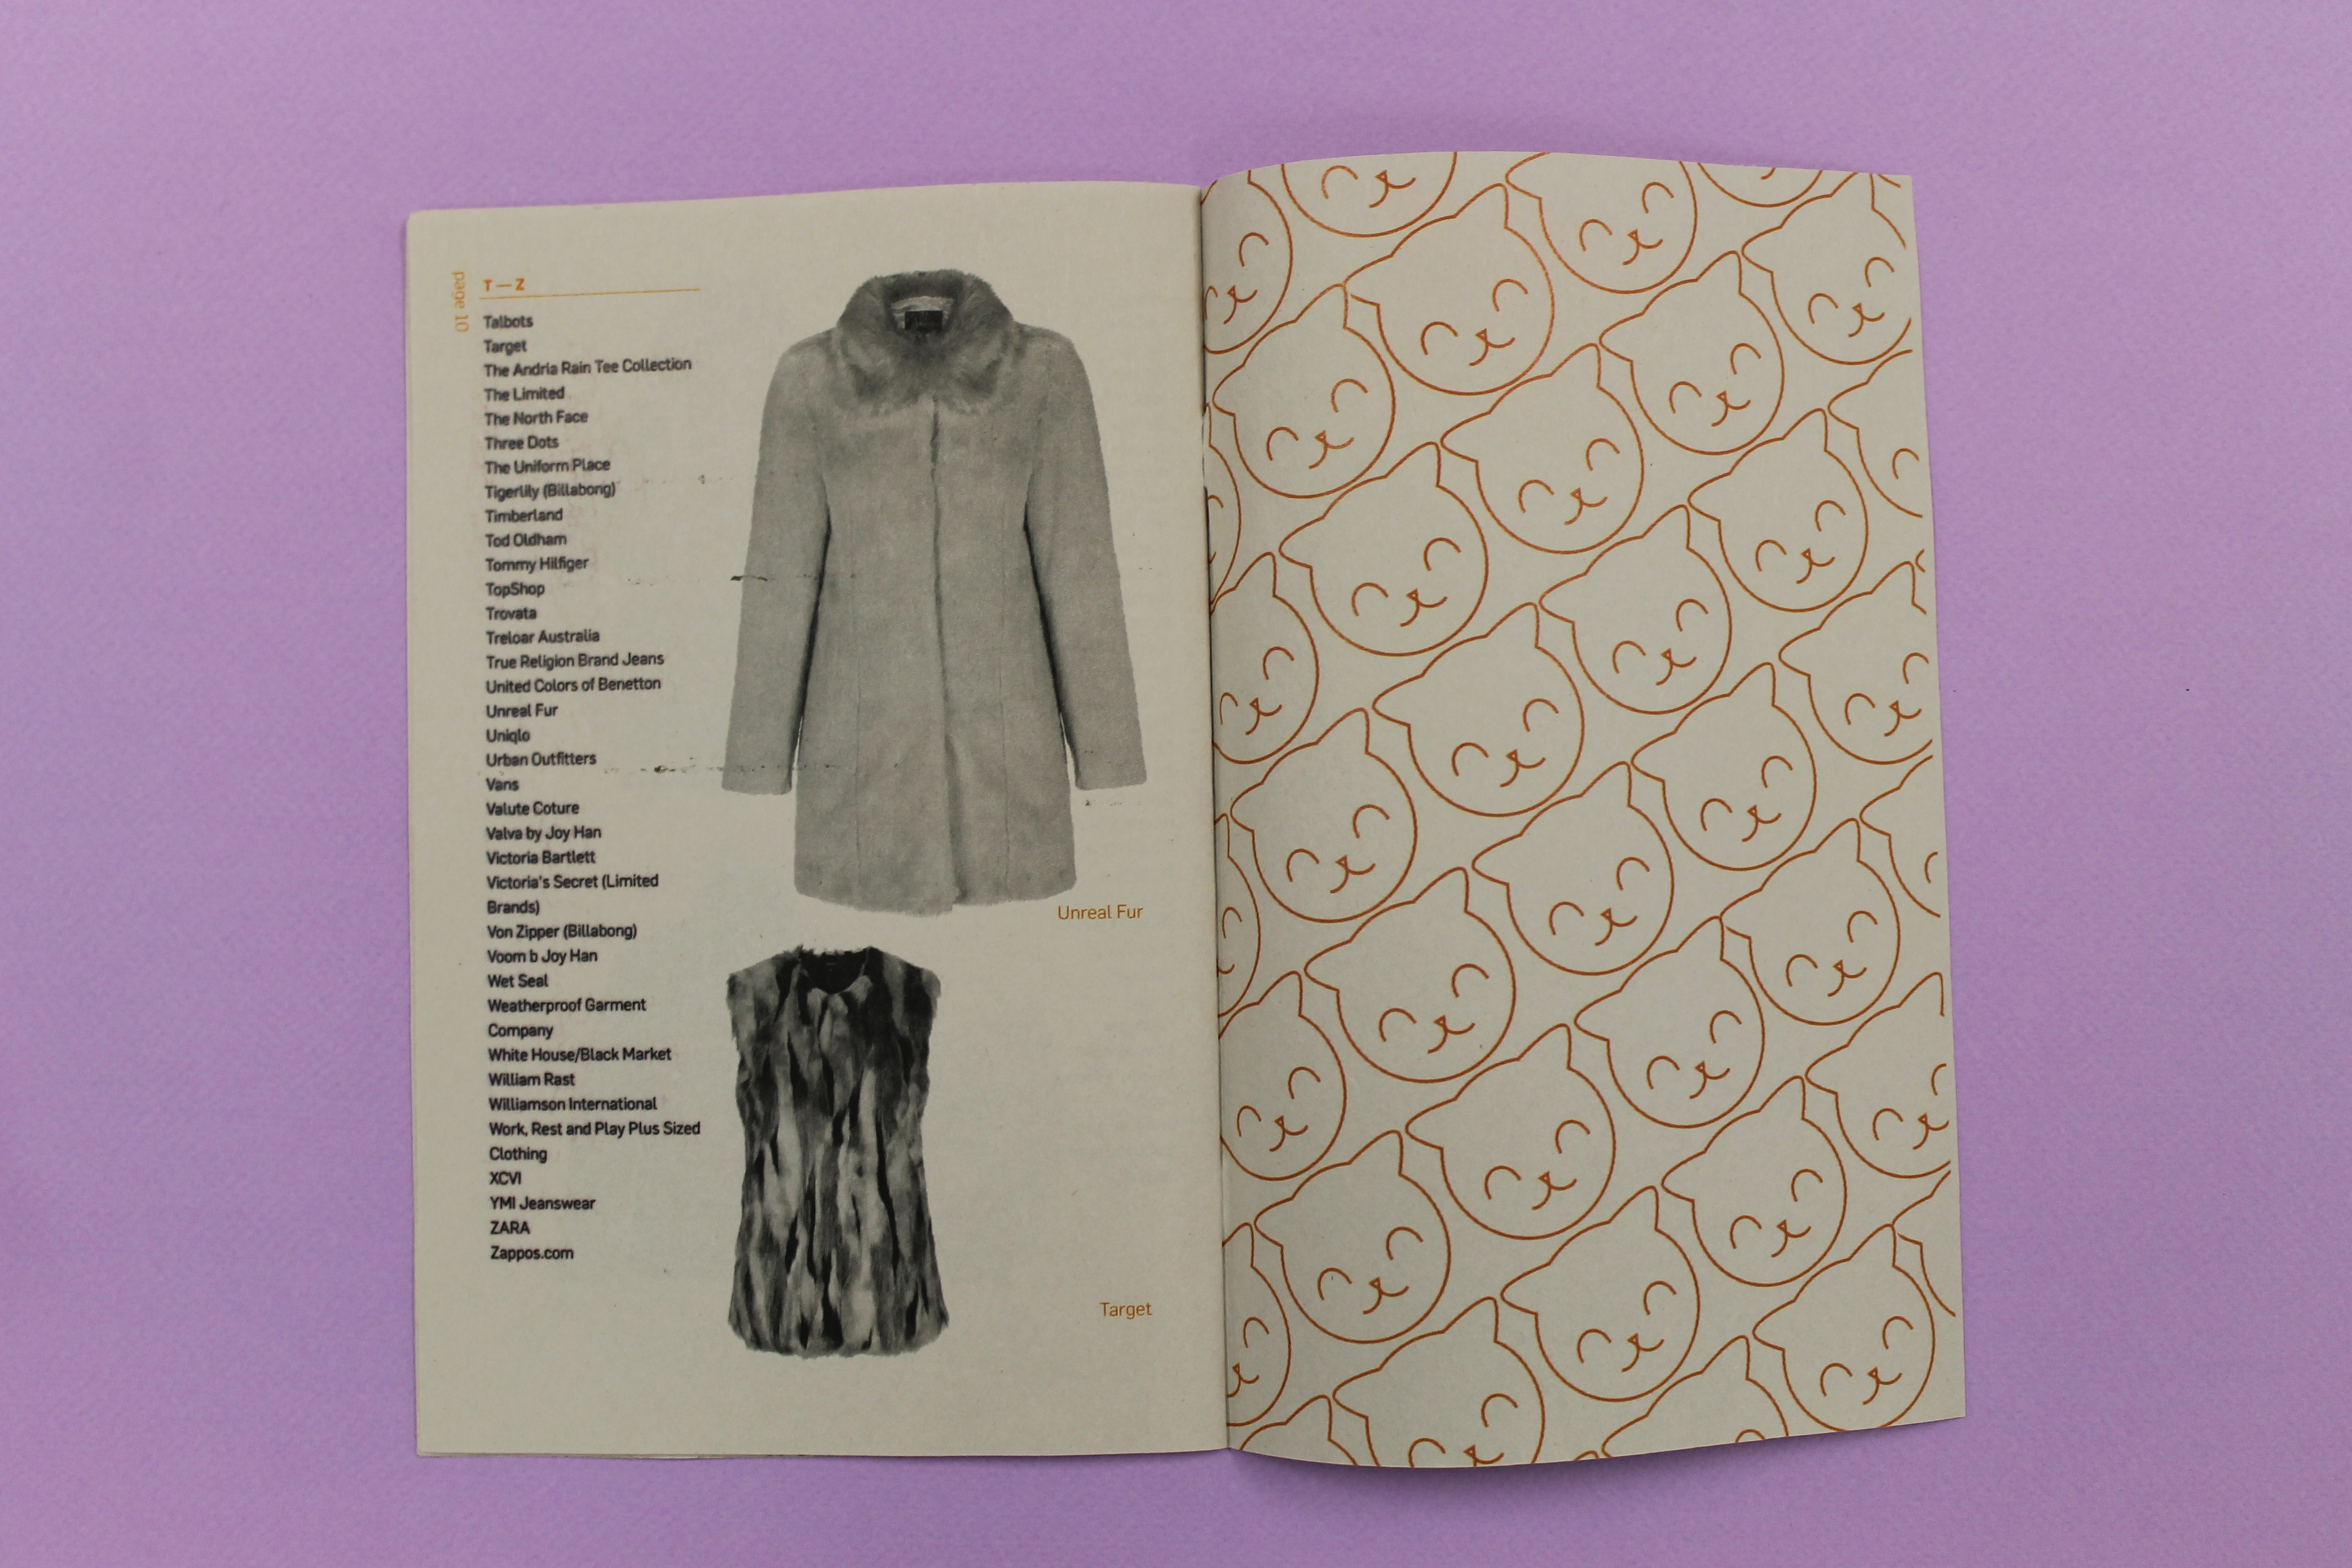 page 10
T — Z
Talbots
Target
The Andria Rain Tee Collection
The Limited
The North Face
Three Dots
The Uniform Place
Tigerlily (Billabong)
Timberland
Tod Oldham
Tommy Hilfiger
TopShop
Trovata
Treloar Australia
True Religion Brand Jeans
United Colors of Benetton
Unreal Fur
Uniqlo
Urban Outfitters
Vans
Valute Coture
Valva by Joy Han
Victoria Bartlett
Victoria's Secret (Limited
Brands)
Von Zipper (Billabong)
Voom b Joy Han
Wet Seal
Weatherproof Garment
Company
White House/Black Market
William Rast
Williamson International
Work, Rest and Play Plus Sized
Clothing
XCVI
YMI Jeanswear
ZARA
Zappos.com
Unreal Fur
Target